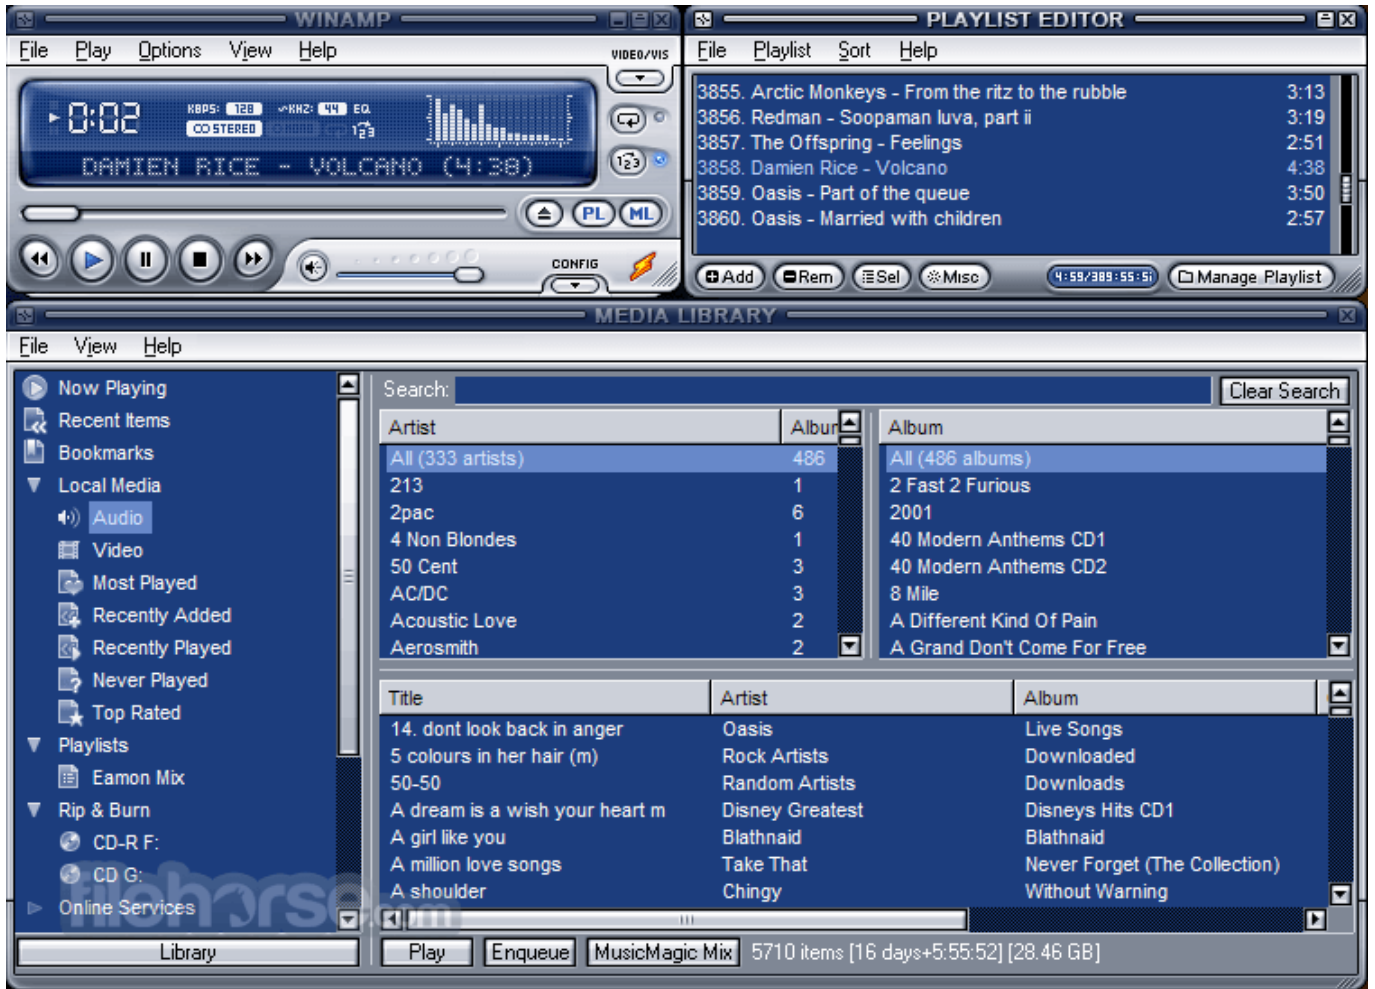 WINAMP
File Play Options View Help
VIDEO/VIS
0:02
KBPS: 128 KHZ: 44 EQ
STEREO MONO 123
DAMIEN RICE - VOLCANO (4:38)
123
PL ML
CONFIG
PLAYLIST EDITOR
File Playlist Sort Help
3855. Arctic Monkeys - From the ritz to the rubble 3:13
3856. Redman - Soopaman luva, part ii 3:19
3857. The Offspring - Feelings 2:51
3858. Damien Rice - Volcano 4:38
3859. Oasis - Part of the queue 3:50
3860. Oasis - Married with children 2:57
Add Rem Sel Misc 4:59/389:55:51 Manage Playlist
MEDIA LIBRARY
File View Help
Now Playing
Recent Items
Bookmarks
Local Media
Audio
Video
Most Played
Recently Added
Recently Played
Never Played
Top Rated
Playlists
Eamon Mix
Rip & Burn
CD-R F:
CD G:
Online Services
Library
Search: Clear Search
Artist Albur
All (333 artists) 486
213 1
2pac 6
4 Non Blondes 1
50 Cent 3
AC/DC 3
Acoustic Love 2
Aerosmith 2
Album
All (486 albums)
2 Fast 2 Furious
2001
40 Modern Anthems CD1
40 Modern Anthems CD2
8 Mile
A Different Kind Of Pain
A Grand Don't Come For Free
Title Artist Album
14. dont look back in anger Oasis Live Songs
5 colours in her hair (m) Rock Artists Downloaded
50-50 Random Artists Downloads
A dream is a wish your heart m Disney Greatest Disneys Hits CD1
A girl like you Blathnaid Blathnaid
A million love songs Take That Never Forget (The Collection)
A shoulder Chingy Without Warning
filehorse.com
Play Enqueue MusicMagic Mix 5710 items [16 days+5:55:52] [28.46 GB]